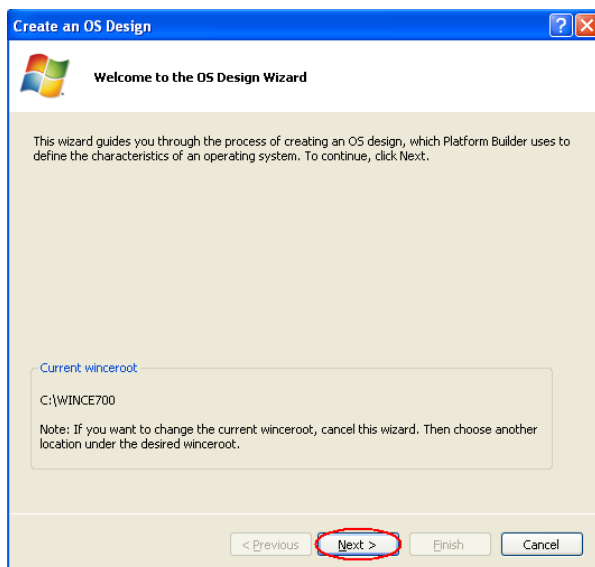 Create an OS Design
Welcome to the OS Design Wizard
This wizard guides you through the process of creating an OS design, which Platform Builder uses to
define the characteristics of an operating system. To continue, click Next.
Current winceroot
C:\WINCE700
Note: If you want to change the current winceroot, cancel this wizard. Then choose another
location under the desired winceroot.
< Previous
Next >
Finish
Cancel